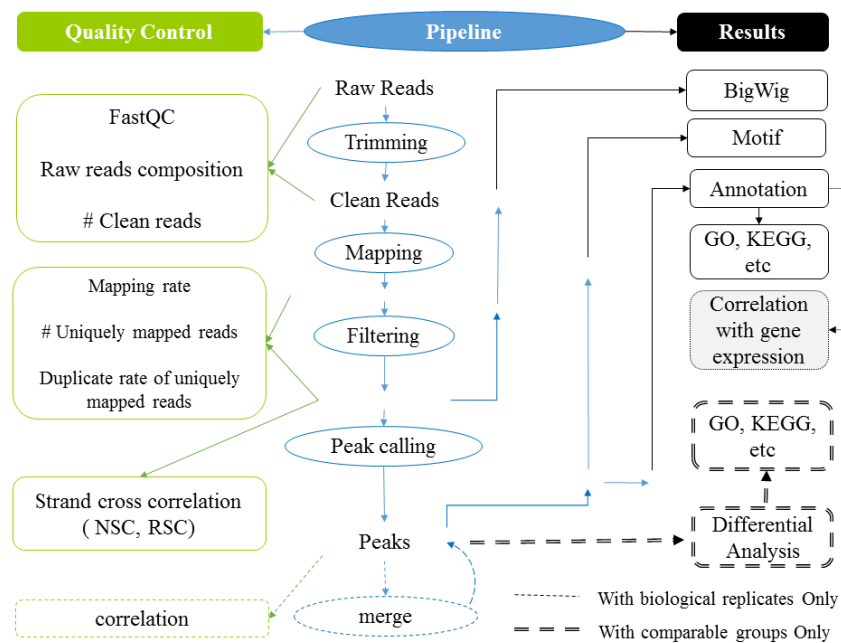 Quality Control
Pipeline
Results
FastQC
Raw reads composition
# Clean reads
Mapping rate
# Uniquely mapped reads
Duplicate rate of uniquely
mapped reads
Strand cross correlation
( NSC, RSC)
correlation
Raw Reads
Trimming
Clean Reads
Mapping
Filtering
Peak calling
Peaks
merge
BigWig
Motif
Annotation
GO, KEGG,
etc
Correlation
with gene
expression
GO, KEGG,
etc
Differential
Analysis
With biological replicates Only
With comparable groups Only